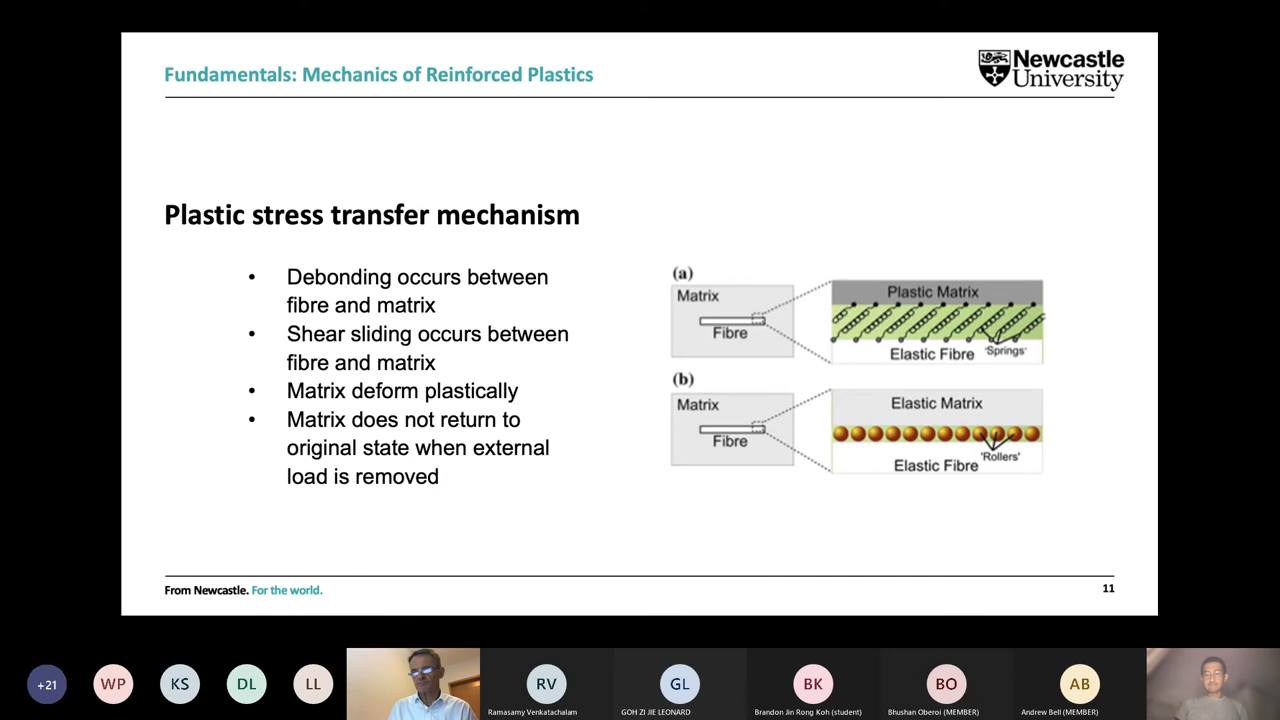 Fundamentals: Mechanics of Reinforced Plastics
Newcastle
University
Plastic stress transfer mechanism
• Debonding occurs between
fibre and matrix
• Shear sliding occurs between
fibre and matrix
• Matrix deform plastically
• Matrix does not return to
original state when external
load is removed
(a)
Matrix
Fibre
Plastic Matrix
Elastic Fibre
'Springs'
(b)
Matrix
Fibre
Elastic Matrix
Elastic Fibre
'Rollers'
From Newcastle. For the world.
11
+21
WP
KS
DL
LL
RV
Ramasamy Venkatachalam
GL
GOH ZI JIE LEONARD
BK
Brandon Jin Rong Koh (student)
BO
Bhushan Oberoi (MEMBER)
AB
Andrew Bell (MEMBER)